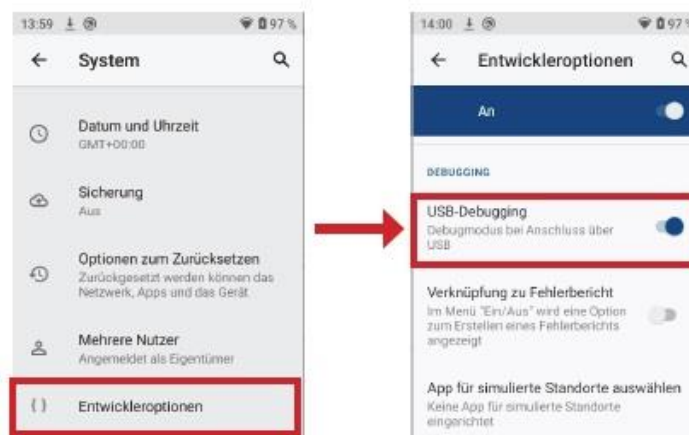 13:59
97 %
System
Datum und Uhrzeit
GMT+00:00
Sicherung
Aus
Optionen zum Zurücksetzen
Zurückgesetzt werden können das
Netzwerk, Apps und das Gerät
Mehrere Nutzer
Angemeldet als Eigentümer
{ } Entwickleroptionen
14:00
97 %
Entwickleroptionen
An
DEBUGGING
USB-Debugging
Debugmodus bei Anschluss über
USB
Verknüpfung zu Fehlerbericht
Im Menü "Ein/Aus" wird eine Option
zum Erstellen eines Fehlerberichts
angezeigt
App für simulierte Standorte auswählen
Keine App für simulierte Standorte
eingerichtet